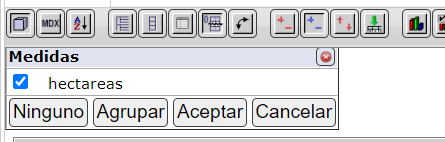 MDX A Z
Medidas
hectareas
Ninguno Agrupar Aceptar Cancelar